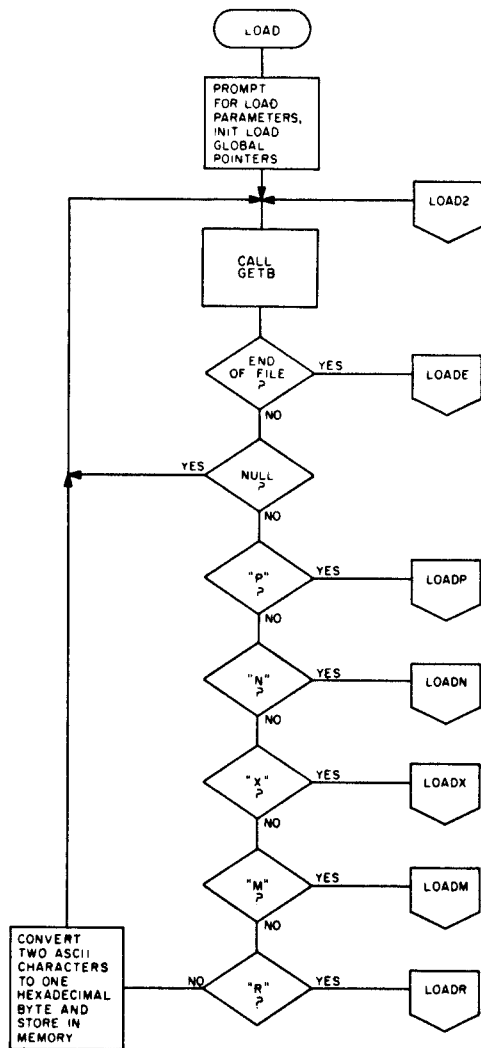 LOAD
PROMPT
FOR LOAD
PARAMETERS,
INIT LOAD
GLOBAL
POINTERS
LOAD2
CALL
GETB
END
OF FILE
?
YES
LOADE
NO
YES
NULL
?
NO
"P"
?
YES
LOADP
NO
"N"
?
YES
LOADN
NO
"X"
?
YES
LOADX
NO
"M"
?
YES
LOADM
NO
CONVERT
TWO ASCII
CHARACTERS
TO ONE
HEXADECIMAL
BYTE AND
STORE IN
MEMORY
NO
"R"
?
YES
LOADR